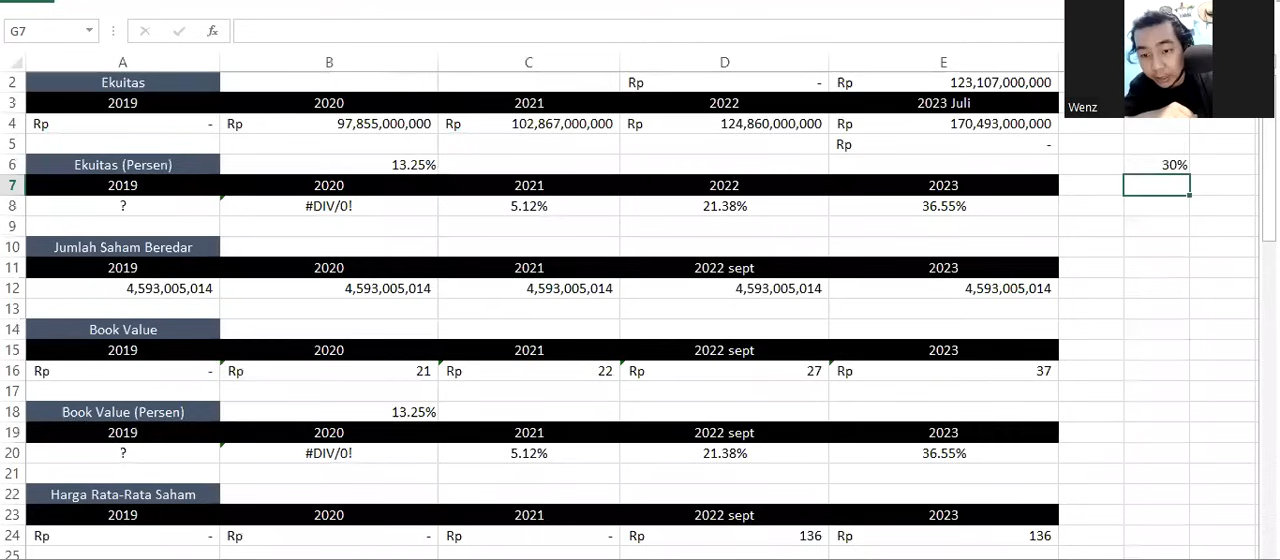 G7 fx
A B C D E
2 Ekuitas Rp - Rp 123,107,000,000
3 2019 2020 2021 2022 2023 Juli
4 Rp - Rp 97,855,000,000 Rp 102,867,000,000 Rp 124,860,000,000 Rp 170,493,000,000
5 Rp -
6 Ekuitas (Persen) 13.25% 30%
7 2019 2020 2021 2022 2023
8 ? #DIV/0! 5.12% 21.38% 36.55%
9
10 Jumlah Saham Beredar
11 2019 2020 2021 2022 sept 2023
12 4,593,005,014 4,593,005,014 4,593,005,014 4,593,005,014 4,593,005,014
13
14 Book Value
15 2019 2020 2021 2022 sept 2023
16 Rp - Rp 21 Rp 22 Rp 27 Rp 37
17
18 Book Value (Persen) 13.25%
19 2019 2020 2021 2022 sept 2023
20 ? #DIV/0! 5.12% 21.38% 36.55%
21
22 Harga Rata-Rata Saham
23 2019 2020 2021 2022 sept 2023
24 Rp - Rp - Rp - Rp 136 Rp 136
25
Wenz